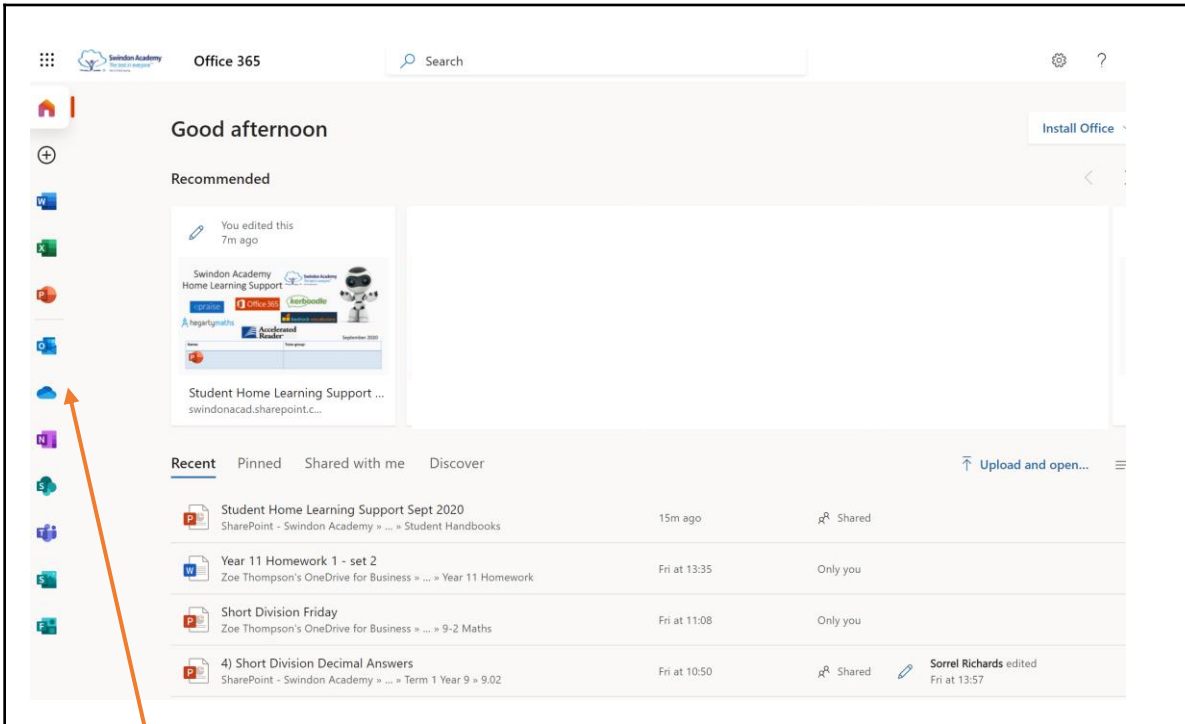 Swindon Academy
Office 365
Search
Good afternoon
Install Office
Recommended
You edited this
7m ago
Swindon Academy
Home Learning Support
Swindon Academy
epraise
Office 365
kerboodle
hegartymaths
Accelerated
Reader
September 2020
Name:
Tutor group:
Student Home Learning Support ...
swindonacad.sharepoint.c...
Recent Pinned Shared with me Discover
Upload and open...
Student Home Learning Support Sept 2020
15m ago
Shared
SharePoint - Swindon Academy » ... » Student Handbooks
Year 11 Homework 1 - set 2
Fri at 13:35
Only you
Zoe Thompson's OneDrive for Business » ... » Year 11 Homework
Short Division Friday
Fri at 11:08
Only you
Zoe Thompson's OneDrive for Business » ... » 9-2 Maths
4) Short Division Decimal Answers
Fri at 10:50
Shared
Sorrel Richards edited
Fri at 13:57
SharePoint - Swindon Academy » ... » Term 1 Year 9 » 9.02